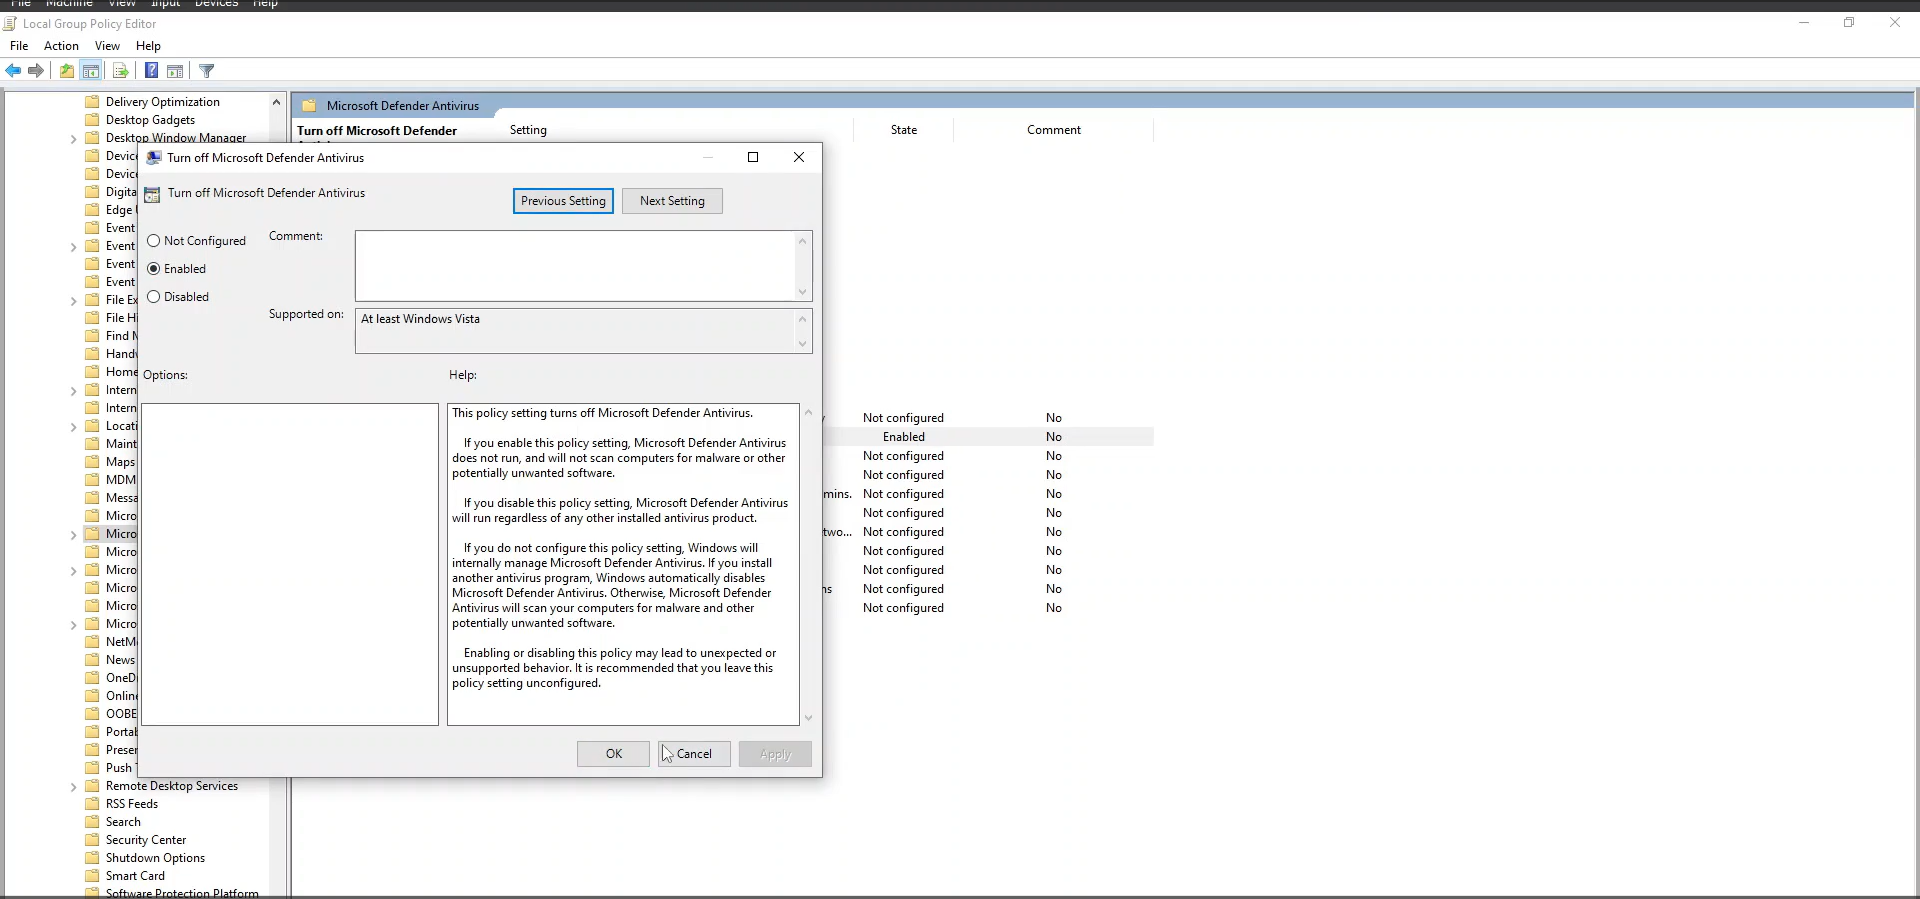 File Machine View Input Devices Help
Local Group Policy Editor
File Action View Help
Delivery Optimization
Desktop Gadgets
Desktop Window Manager
Device
Device
Digita
Edge
Event
Event
Event
Event
File Ex
File Hi
Find M
Handw
Home
Intern
Intern
Locati
Maint
Maps
MDM
Messa
Micro
Micro
Micro
Micro
Micro
Micro
Micro
NetM
News
OneD
Online
OOBE
Portab
Presen
Push
Remote Desktop Services
RSS Feeds
Search
Security Center
Shutdown Options
Smart Card
Software Protection Platform
Microsoft Defender Antivirus
Turn off Microsoft Defender
Setting State Comment
Turn off Microsoft Defender Antivirus
Turn off Microsoft Defender Antivirus
Previous Setting Next Setting
Not Configured
Enabled
Disabled
Comment:
Supported on:
At least Windows Vista
Options:
Help:
This policy setting turns off Microsoft Defender Antivirus.
If you enable this policy setting, Microsoft Defender Antivirus
does not run, and will not scan computers for malware or other
potentially unwanted software.
If you disable this policy setting, Microsoft Defender Antivirus
will run regardless of any other installed antivirus product.
If you do not configure this policy setting, Windows will
internally manage Microsoft Defender Antivirus. If you install
another antivirus program, Windows automatically disables
Microsoft Defender Antivirus. Otherwise, Microsoft Defender
Antivirus will scan your computers for malware and other
potentially unwanted software.
Enabling or disabling this policy may lead to unexpected or
unsupported behavior. It is recommended that you leave this
policy setting unconfigured.
OK Cancel Apply
y Not configured No
Enabled No
Not configured No
Not configured No
mins. Not configured No
Not configured No
two... Not configured No
Not configured No
Not configured No
ns Not configured No
Not configured No